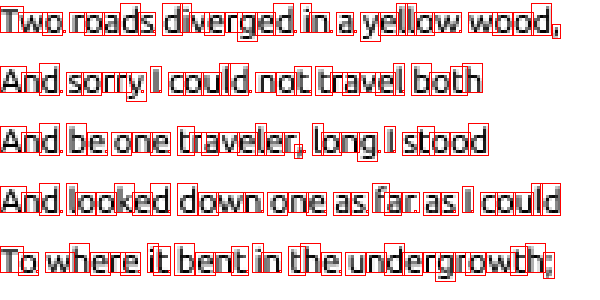 Two roads diverged in a yellow wood,
And sorry I could not travel both
And be one traveler, long I stood
And looked down one as far as I could
To where it bent in the undergrowth;